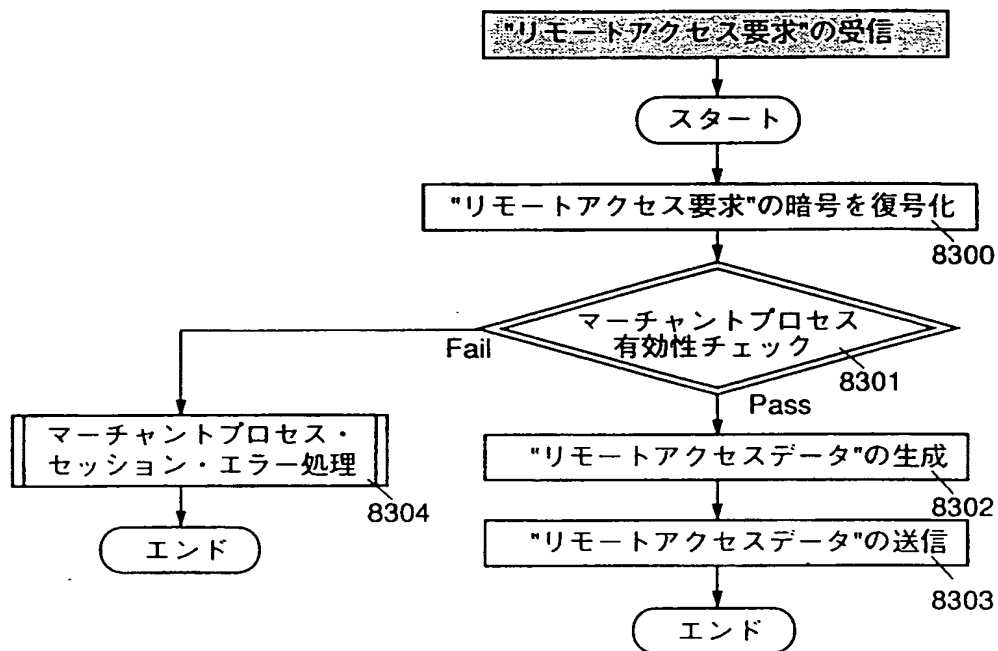 "リモートアクセス要求"の受信
スタート
"リモートアクセス要求"の暗号を復号化
8300
マーチャントプロセス
有効性チェック
8301
Fail
Pass
マーチャントプロセス・
セッション・エラー処理
8304
エンド
"リモートアクセスデータ"の生成
8302
"リモートアクセスデータ"の送信
8303
エンド